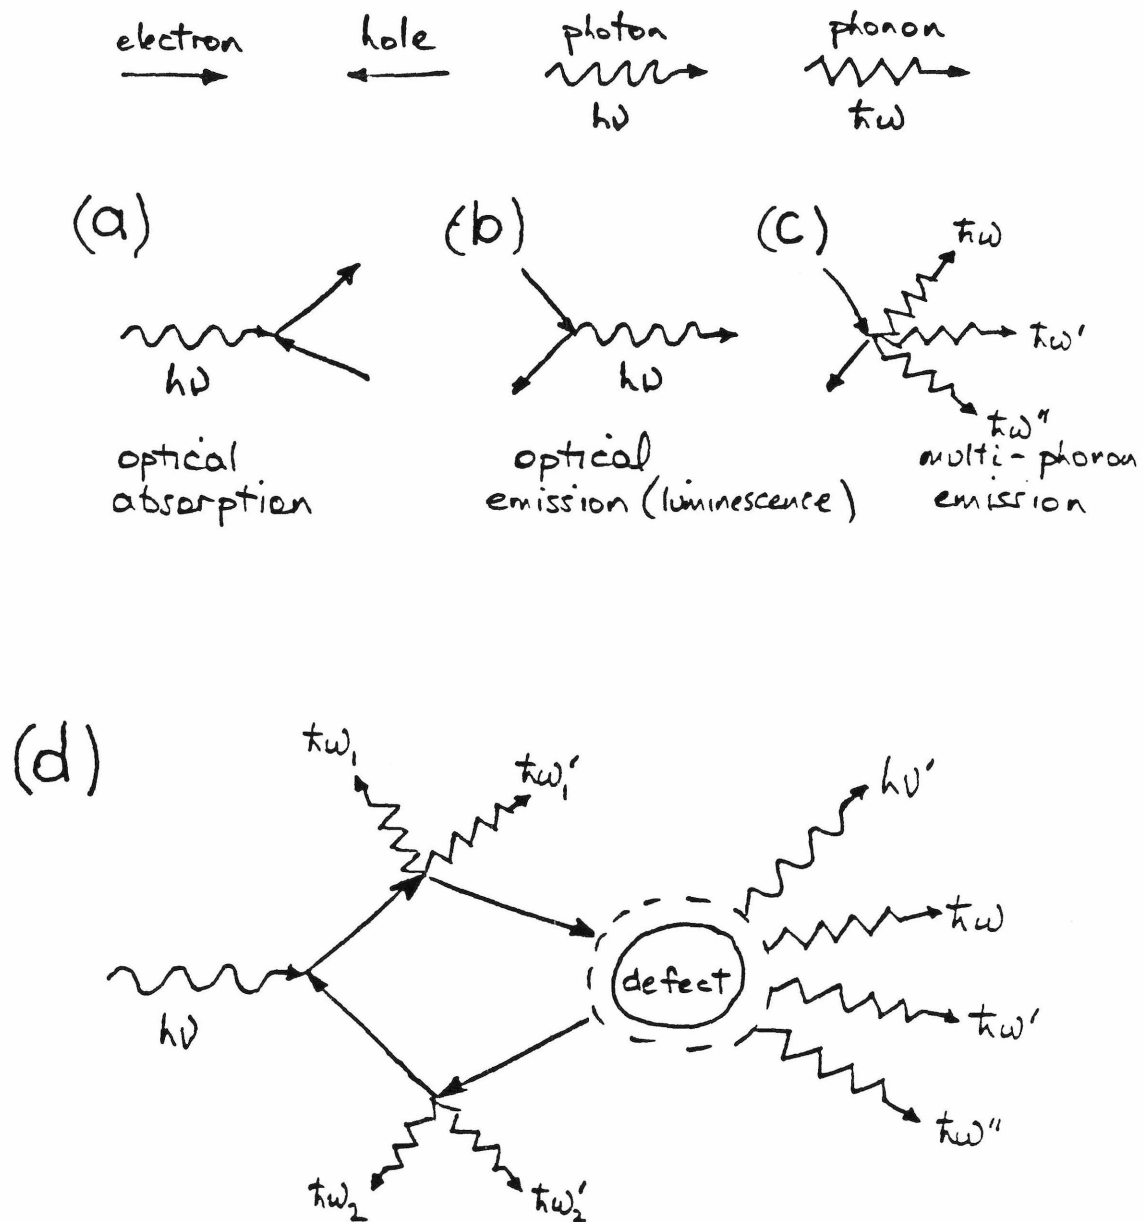 electron hole photon phonon
hν ħω
(a) (b) (c) ħω
ħω'
hν hν
ħω"
optical optical multi-phonon
absorption emission (luminescence) emission
(d) ħω₁ ħω₁' hν'
ħω
defect
hν ħω'
ħω"
ħω₂ ħω₂'